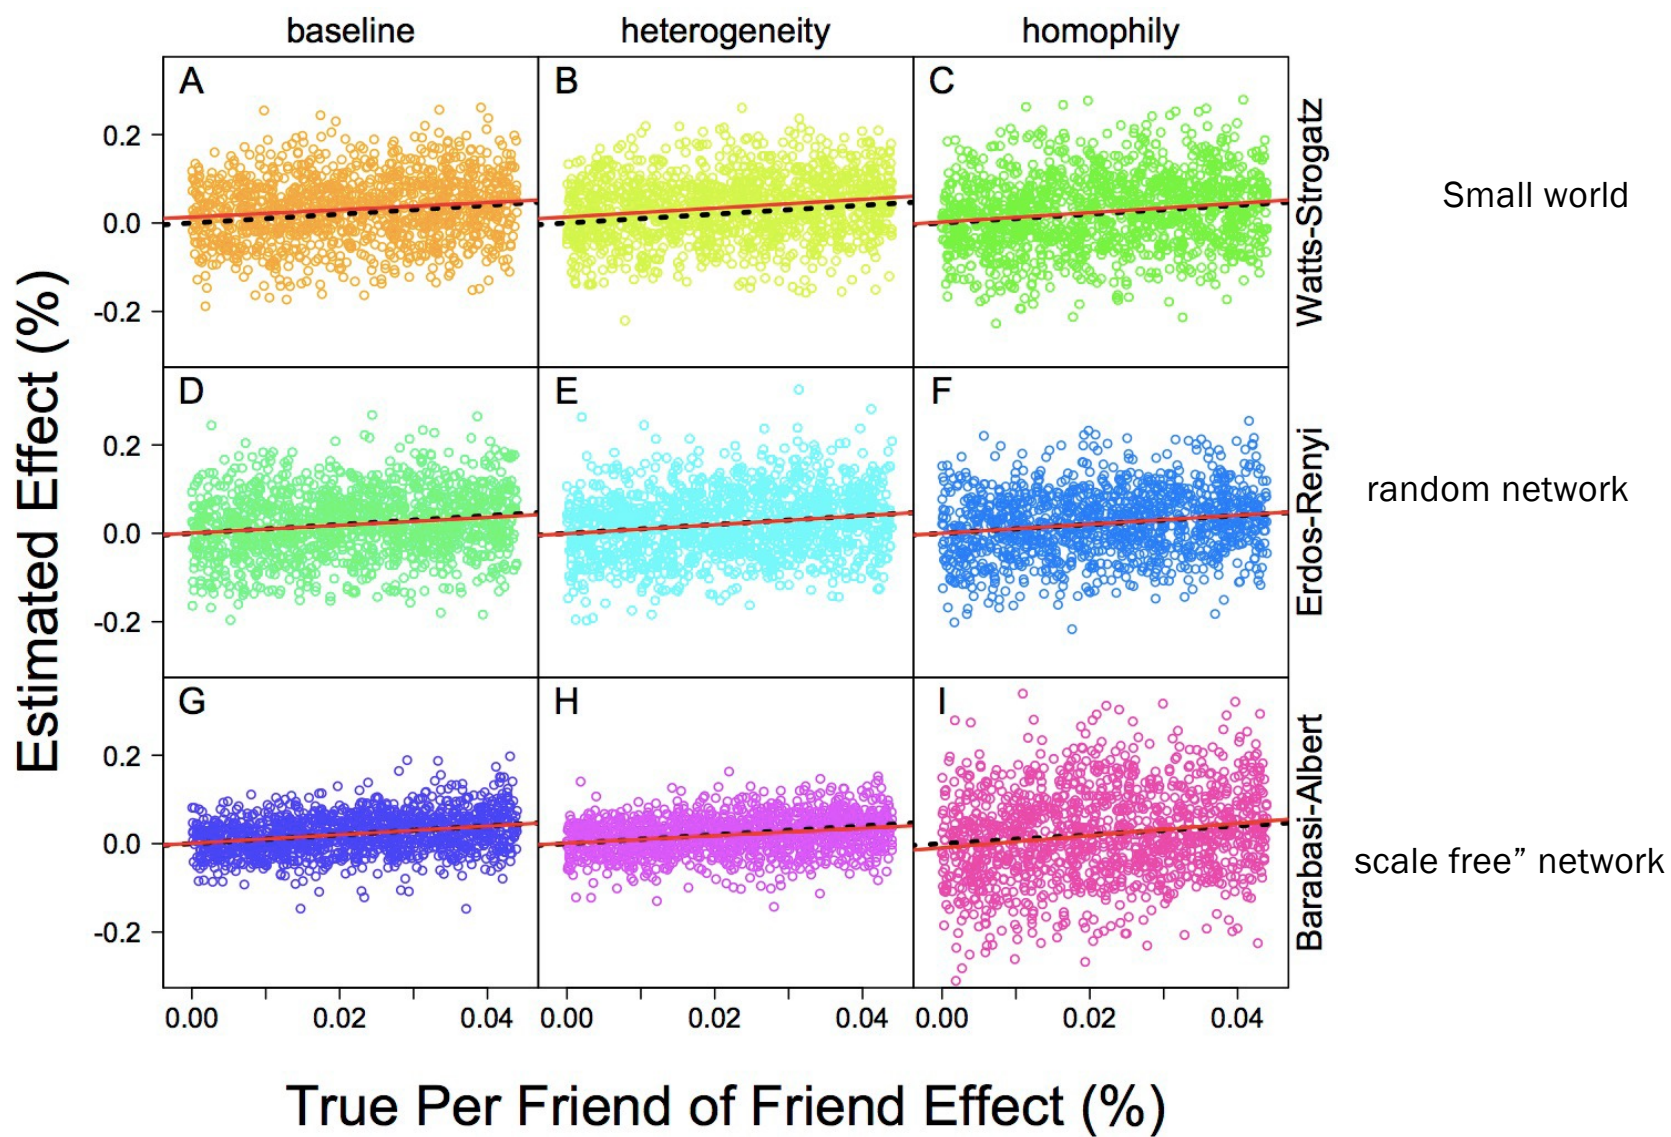 baseline
heterogeneity
homophily
A
B
C
0.2
0.0
-0.2
Watts-Strogatz
Small world
D
E
F
0.2
0.0
-0.2
Erdos-Renyi
random network
G
H
I
0.2
0.0
-0.2
Barabasi-Albert
scale free” network
Estimated Effect (%)
0.00 0.02 0.04 0.00 0.02 0.04 0.00 0.02 0.04
True Per Friend of Friend Effect (%)